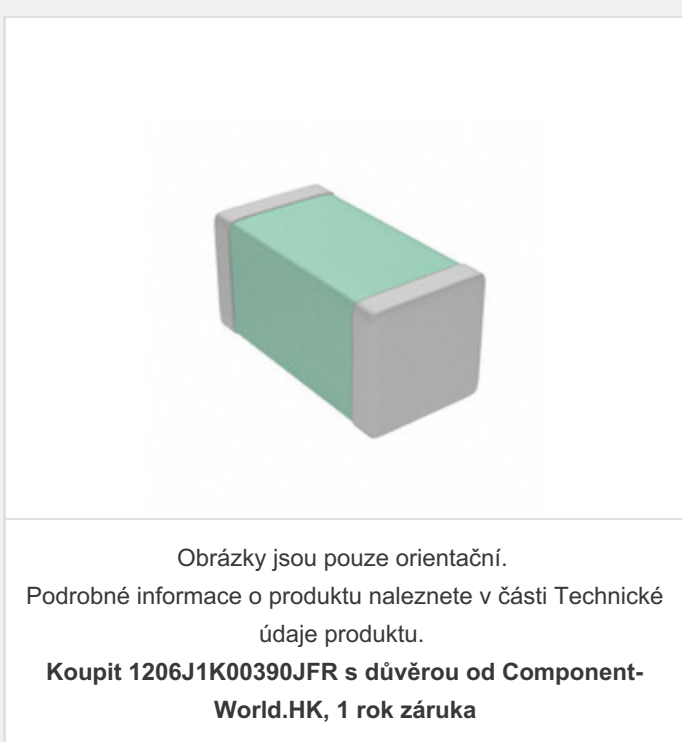 Obrázky jsou pouze orientační.
Podrobné informace o produktu naleznete v části Technické
údaje produktu.
Koupit 1206J1K00390JFR s důvěrou od Component-
World.HK, 1 rok záruka